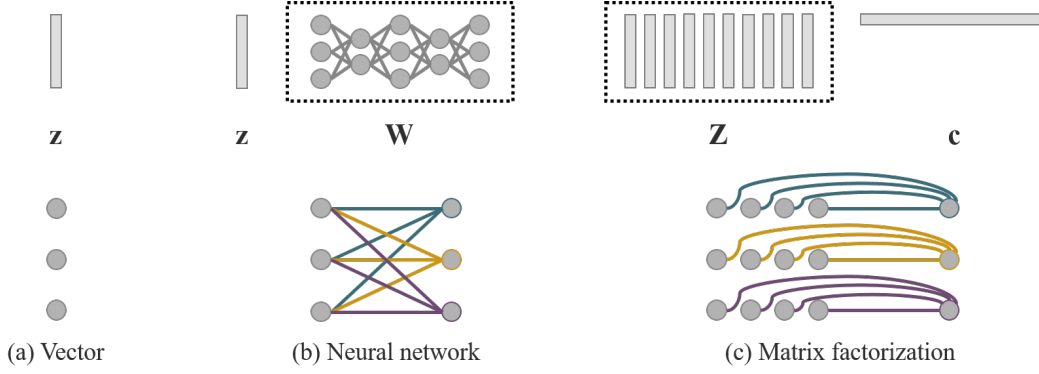 z z W Z c
(a) Vector (b) Neural network (c) Matrix factorization